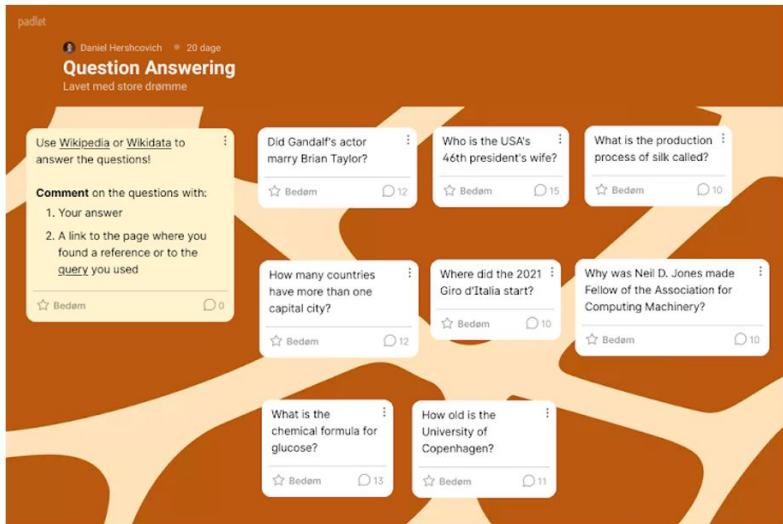 padlet
Daniel Hershcovich 20 dage
Question Answering
Lavet med store drømme
Use Wikipedia or Wikidata to
answer the questions!
Comment on the questions with:
1. Your answer
2. A link to the page where you
found a reference or to the
query you used
Bedøm 0
Did Gandalf's actor
marry Brian Taylor?
Bedøm 12
Who is the USA's
46th president's wife?
Bedøm 15
What is the production
process of silk called?
Bedøm 10
How many countries
have more than one
capital city?
Bedøm 12
Where did the 2021
Giro d'Italia start?
Bedøm 10
Why was Neil D. Jones made
Fellow of the Association for
Computing Machinery?
Bedøm 10
What is the
chemical formula for
glucose?
Bedøm 13
How old is the
University of
Copenhagen?
Bedøm 11